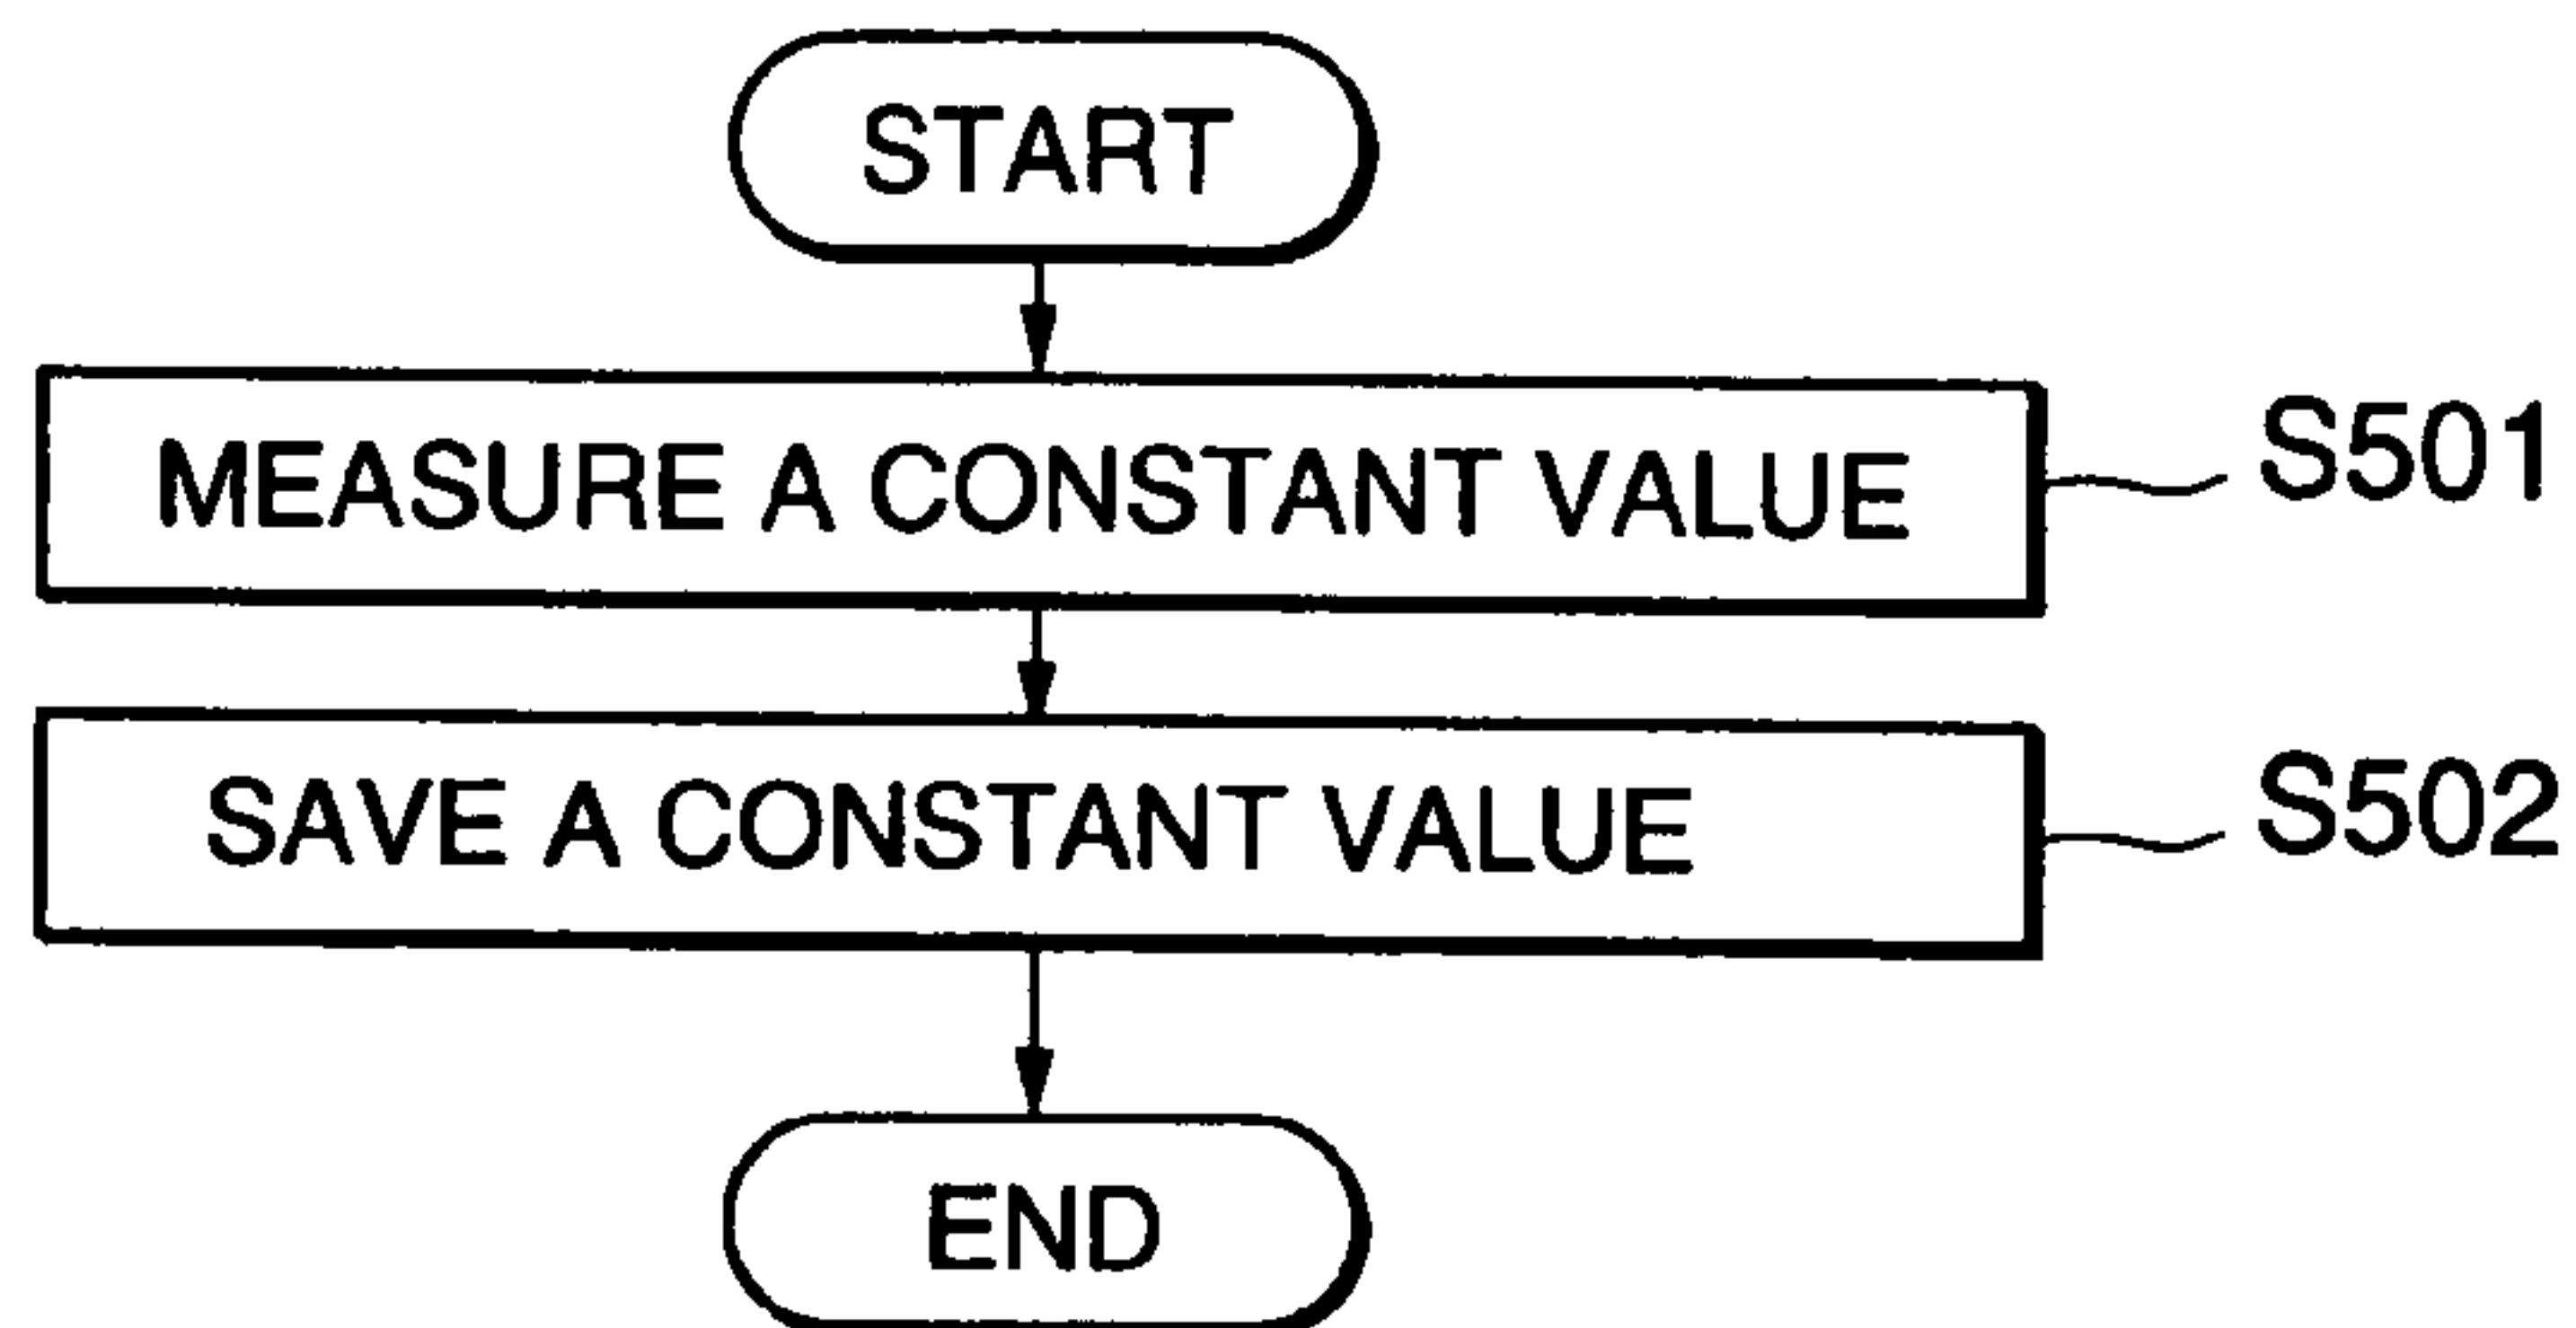 START
MEASURE A CONSTANT VALUE
S501
SAVE A CONSTANT VALUE
S502
END